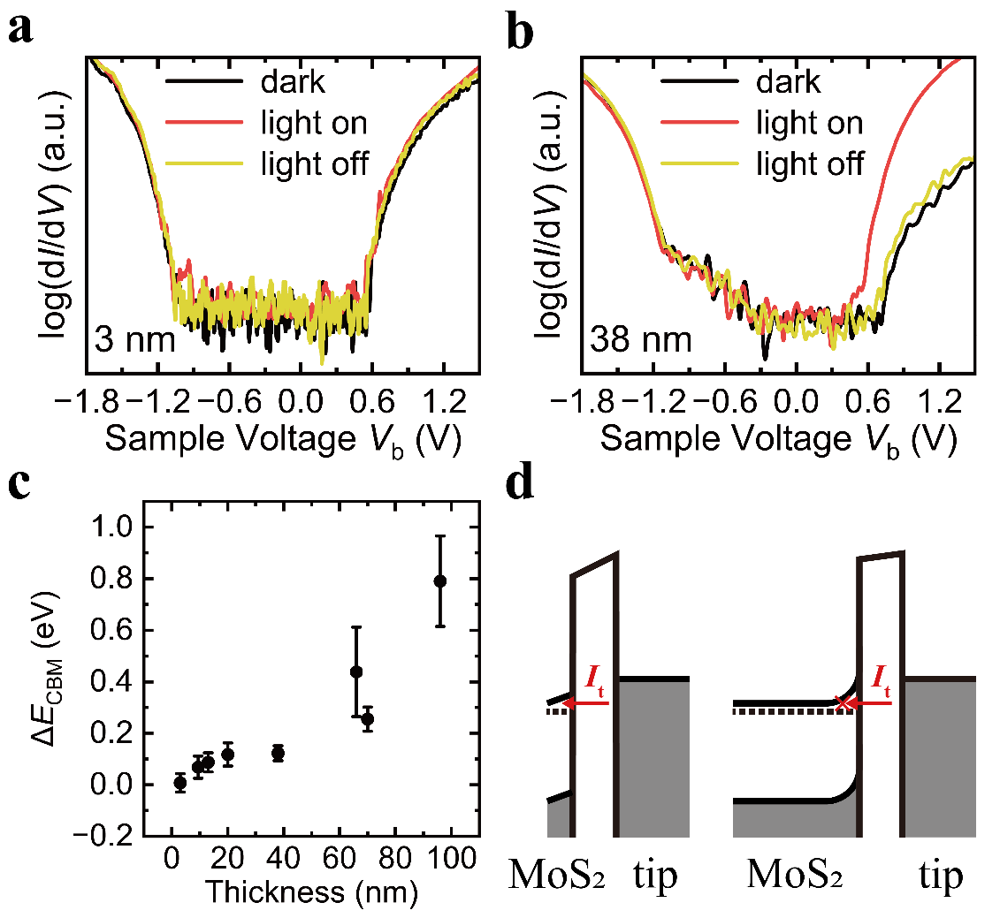 a
dark
light on
light off
log(dI/dV) (a.u.)
3 nm
−1.8 −1.2 −0.6 0.0 0.6 1.2
Sample Voltage Vb (V)
b
dark
light on
light off
log(dI/dV) (a.u.)
38 nm
−1.8 −1.2 −0.6 0.0 0.6 1.2
Sample Voltage Vb (V)
c
1.0
0.8
0.6
0.4
0.2
0.0
−0.2
ΔECBM (eV)
0 20 40 60 80 100
Thickness (nm)
d
It
It
MoS₂ tip
MoS₂ tip